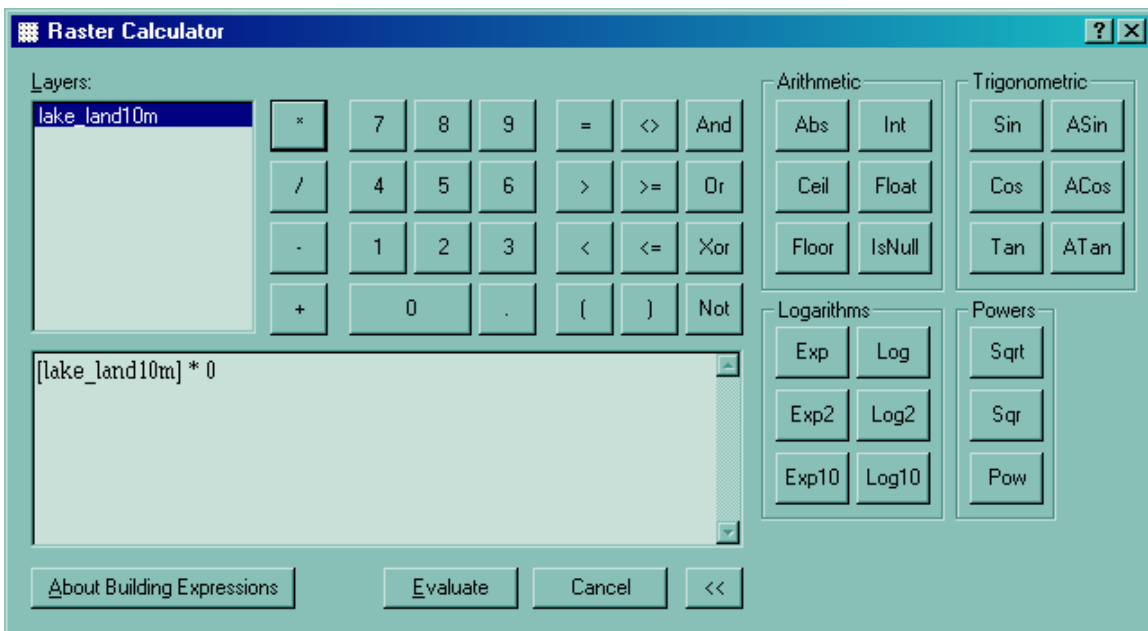 Raster Calculator ? X
Layers:
lake_land10m
* 7 8 9 = <> And
/ 4 5 6 > >= Or
- 1 2 3 < <= Xor
+ 0 . ( ) Not
Arithmetic
Abs Int
Ceil Float
Floor IsNull
Trigonometric
Sin ASin
Cos ACos
Tan ATan
[lake_land10m] * 0
Logarithms
Exp Log
Exp2 Log2
Exp10 Log10
Powers
Sqrt
Sqr
Pow
About Building Expressions Evaluate Cancel <<